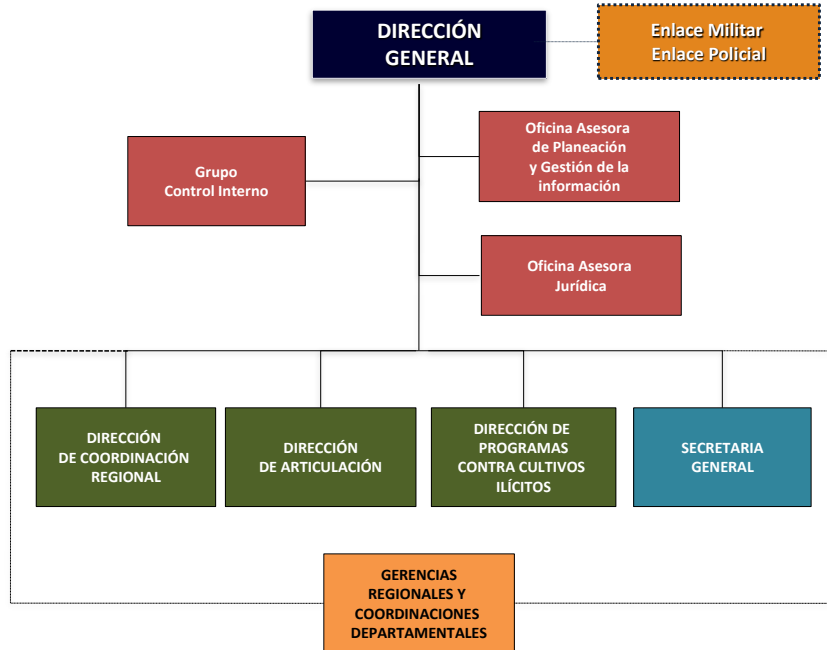 DIRECCIÓN
GENERAL
Enlace Militar
Enlace Policial
Grupo
Control Interno
Oficina Asesora
de Planeación
y Gestión de la
información
Oficina Asesora
Jurídica
DIRECCIÓN
DE COORDINACIÓN
REGIONAL
DIRECCIÓN
DE ARTICULACIÓN
DIRECCIÓN DE
PROGRAMAS
CONTRA CULTIVOS
ILÍCITOS
SECRETARIA
GENERAL
GERENCIAS
REGIONALES Y
COORDINACIONES
DEPARTAMENTALES